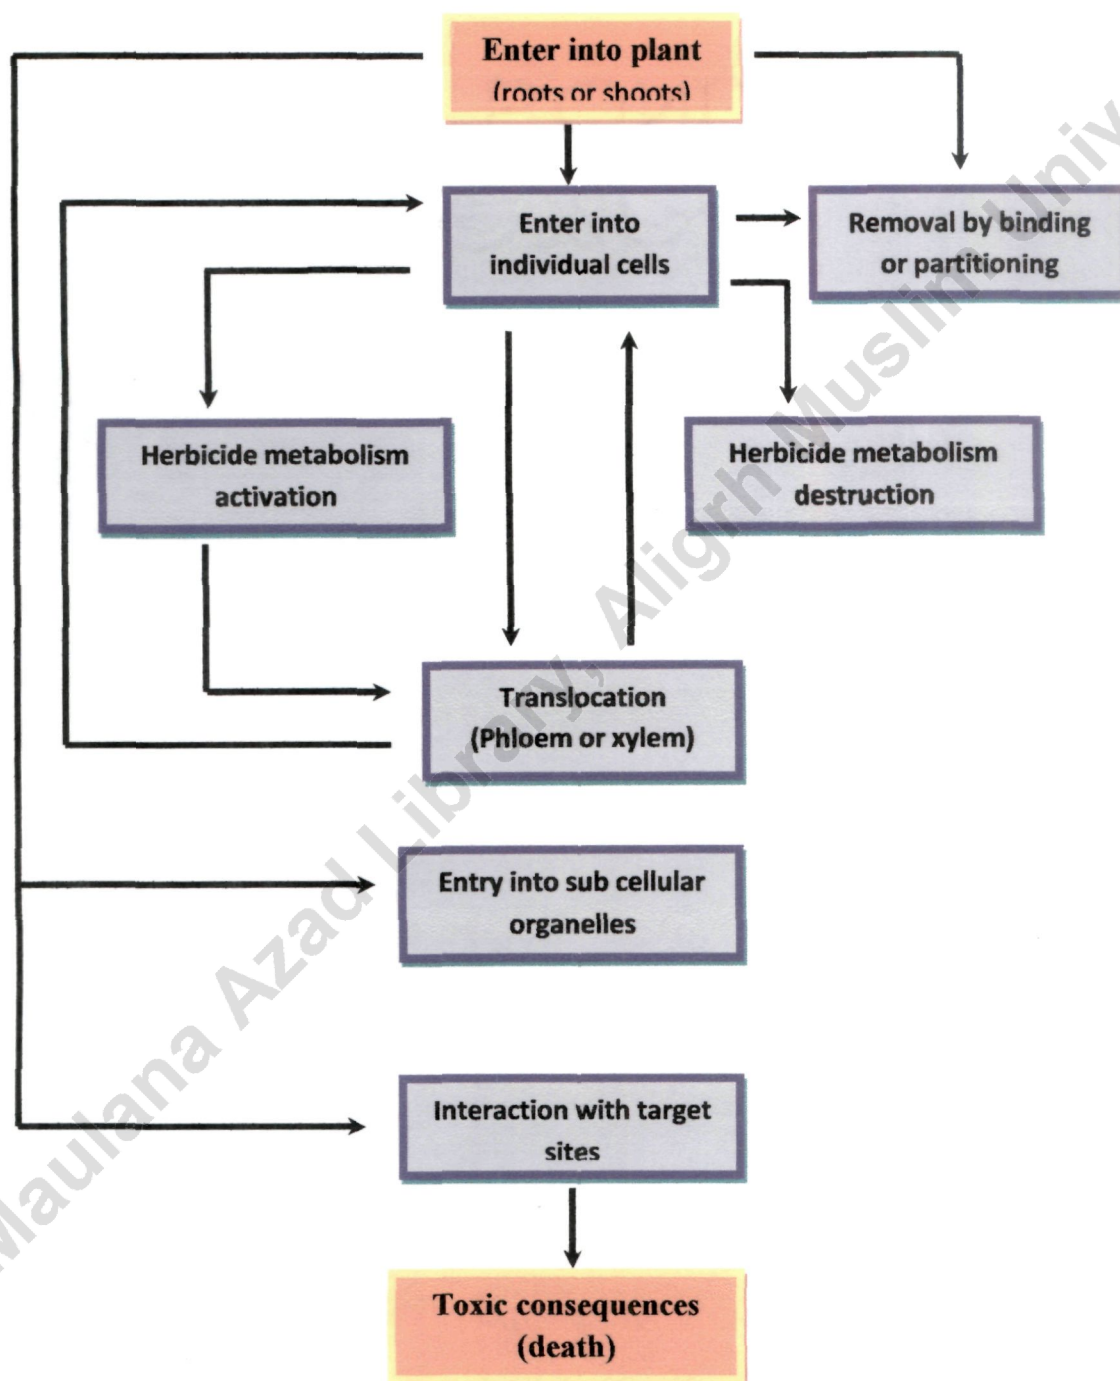 Enter into plant
(roots or shoots)
Enter into
individual cells
Removal by binding
or partitioning
Herbicide metabolism
activation
Herbicide metabolism
destruction
Translocation
(Phloem or xylem)
Entry into sub cellular
organelles
Interaction with target
sites
Toxic consequences
(death)
Maulana Azad Library, Aligrh Muslim Univ